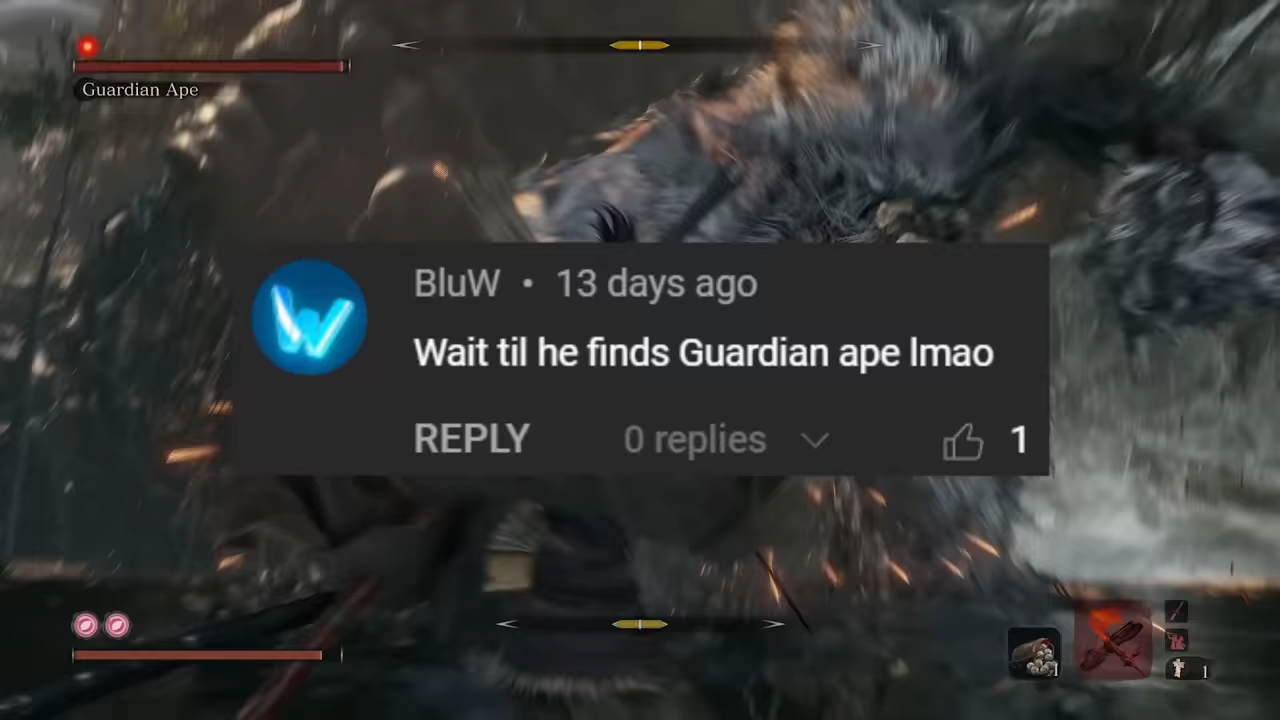 Guardian Ape
BluW • 13 days ago
Wait til he finds Guardian ape lmao
REPLY 0 replies 1
1
1